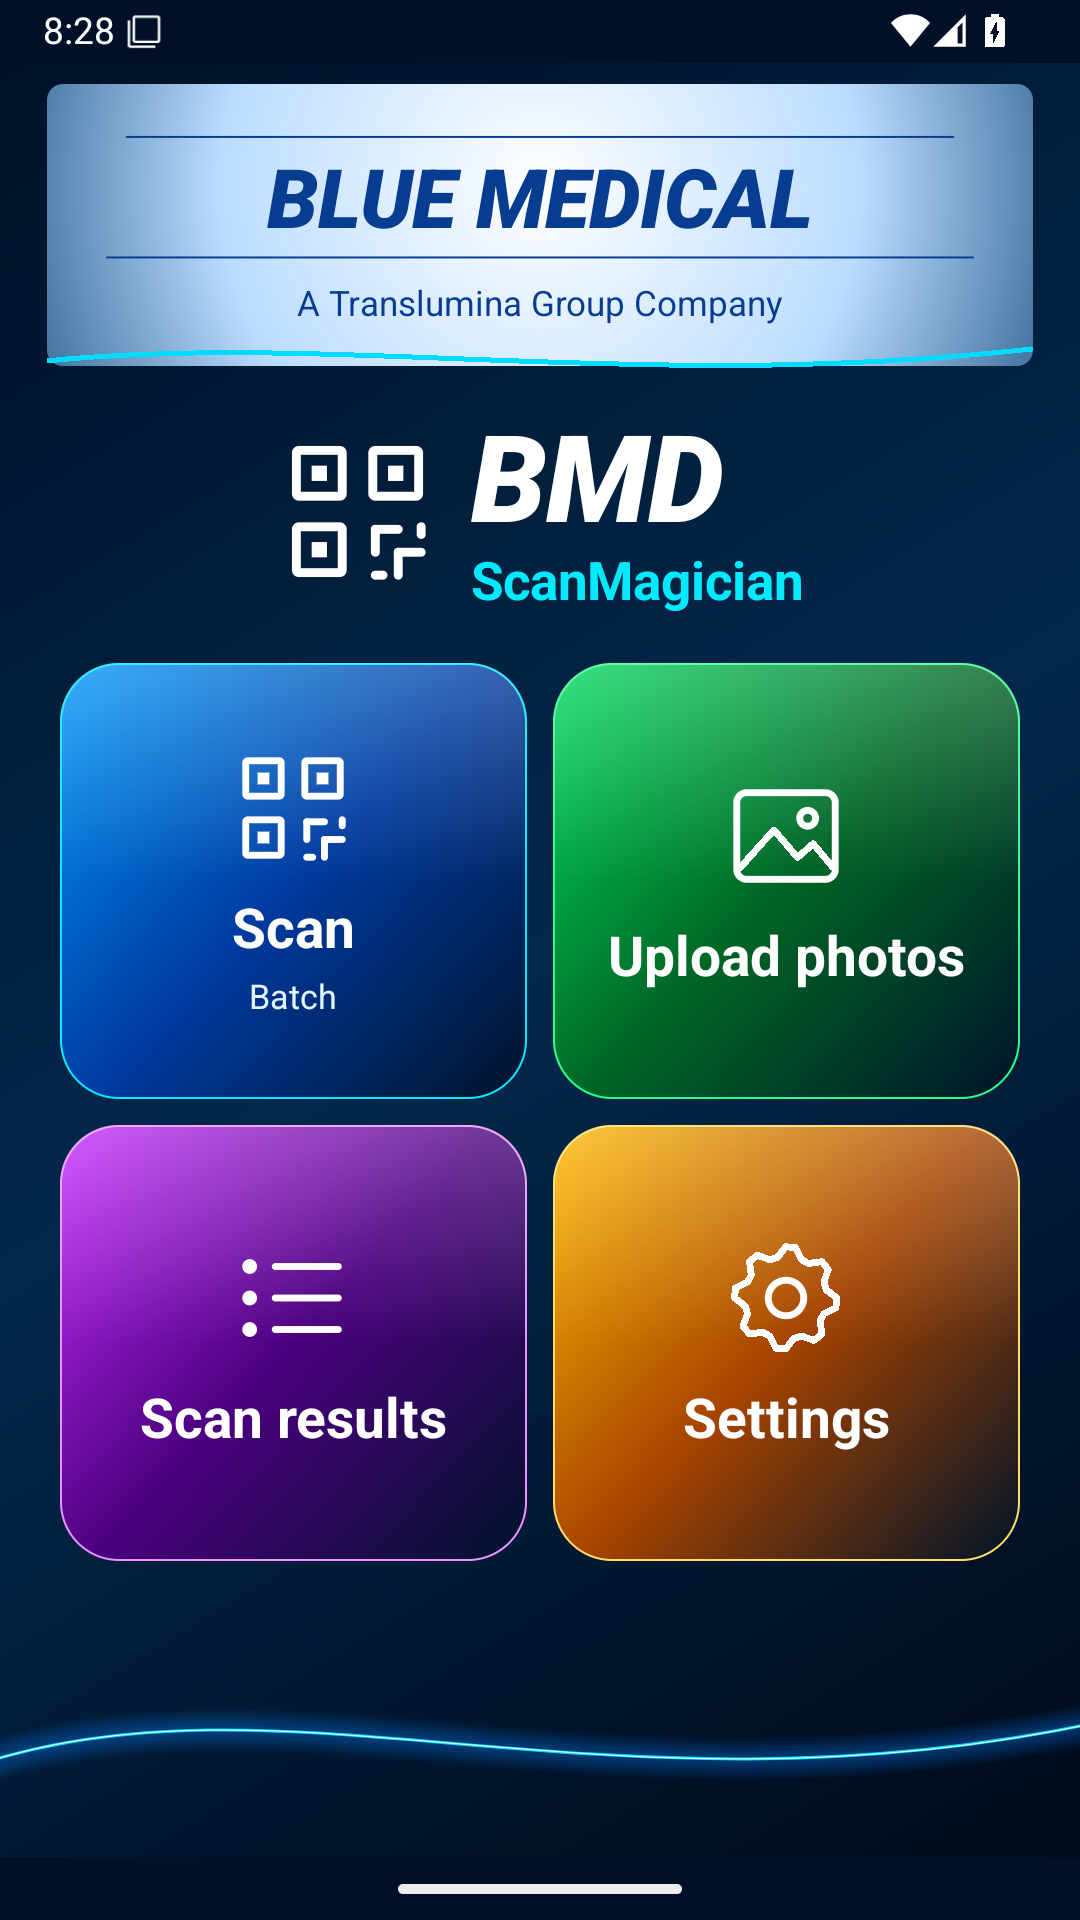 8:28
BLUE MEDICAL
A Translumina Group Company
BMD
ScanMagician
Scan
Batch
Upload photos
Scan results
Settings